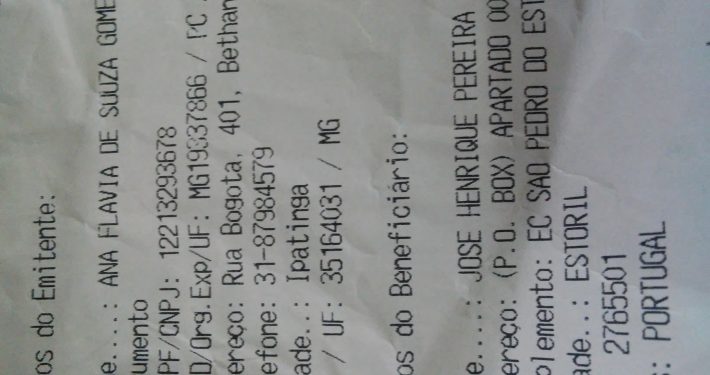 os do Emitente:
e....: ANA FLAVIA DE SOUZA GOME
umento
PF/CNPJ: 12213293678
D/Org.Exp/UF: MG19337866 / PC
ereço: Rua Bogota, 401, Bethan
efone: 31-87984579
ade..: Ipatinga
/ UF: 35164031 / MG
os do Beneficiário:
e....: JOSE HENRIQUE PEREIRA
ereço: (P.O. BOX) APARTADO 00
plemento: EC SAO PEDRO DO EST
ade..: ESTORIL
2765501
: PORTUGAL